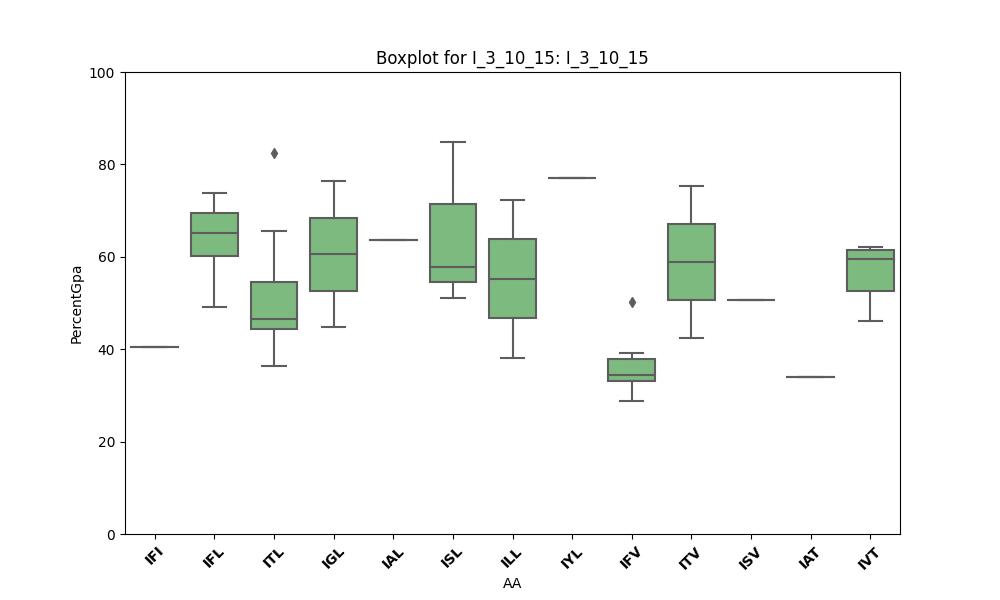 Boxplot for I_3_10_15: I_3_10_15
PercentGpa
100
80
60
40
20
0
IFI IFL ITL IGL IAL ISL ILL IYL IFV ITV ISV IAT IVT
AA